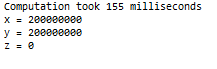 Computation took 155 milliseconds
x = 200000000
y = 200000000
z = 0